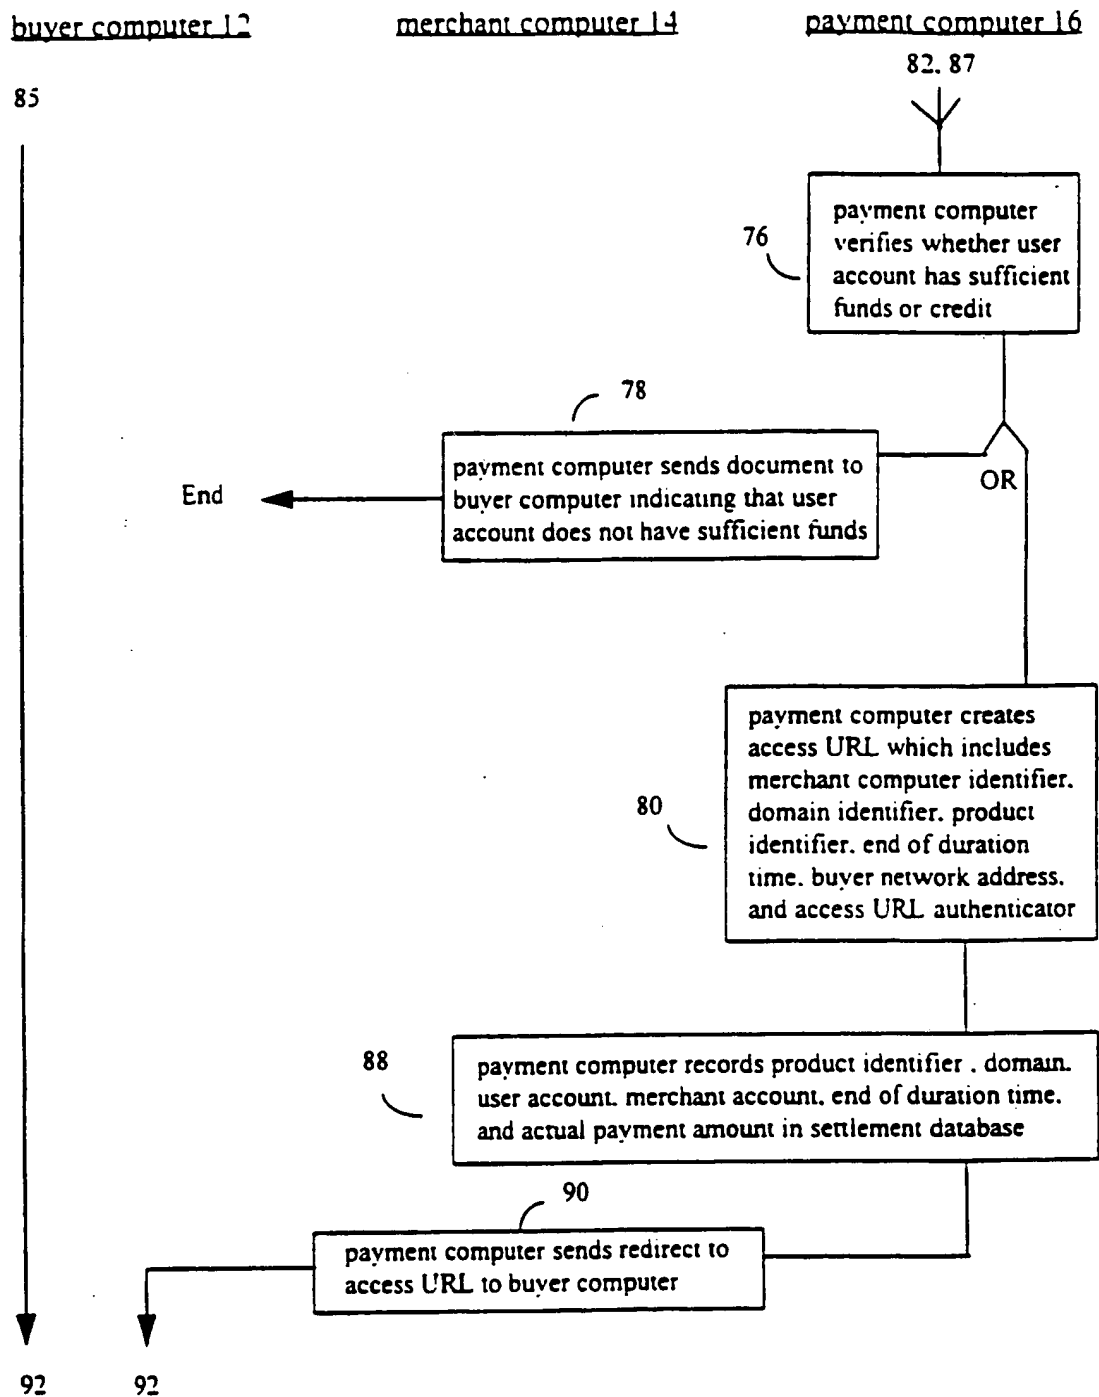 buyer computer 12
merchant computer 14
payment computer 16
82, 87
85
payment computer
verifies whether user
account has sufficient
funds or credit
76
78
payment computer sends document to
buyer computer indicating that user
account does not have sufficient funds
End
OR
payment computer creates
access URL which includes
merchant computer identifier,
domain identifier, product
identifier, end of duration
time, buyer network address,
and access URL authenticator
80
88
payment computer records product identifier , domain,
user account, merchant account, end of duration time,
and actual payment amount in settlement database
90
payment computer sends redirect to
access URL to buyer computer
92
92